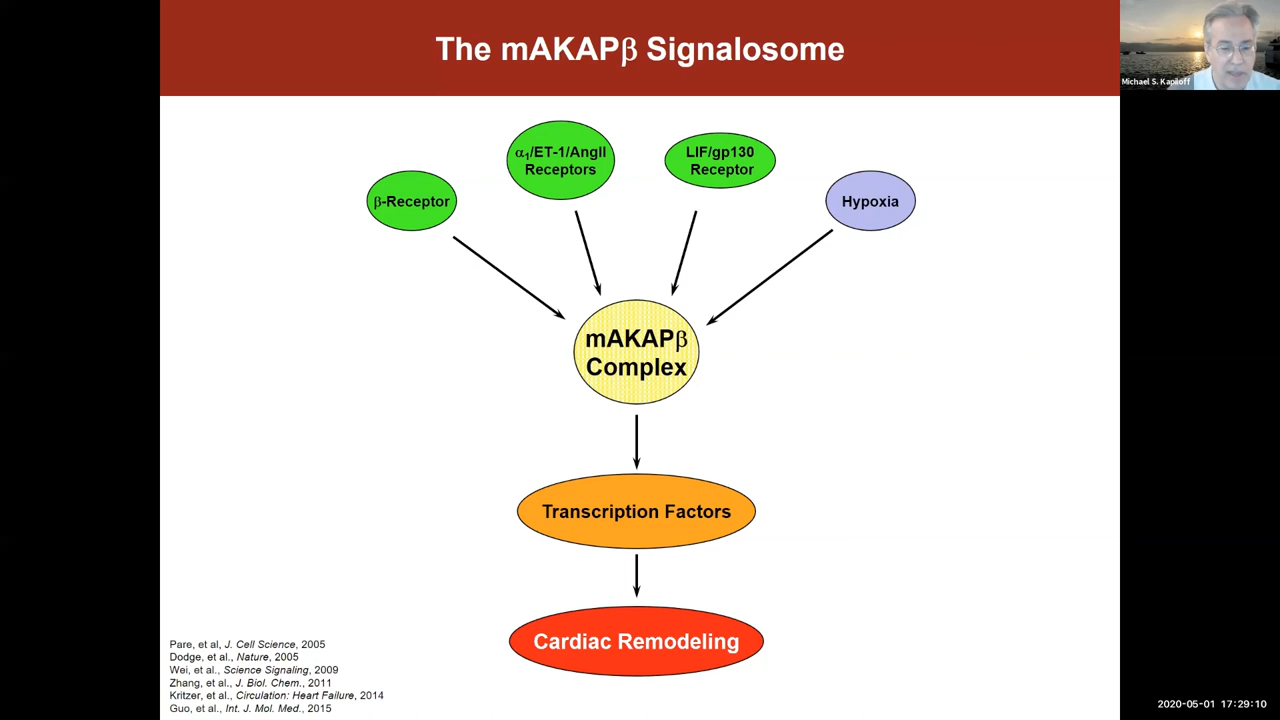 The mAKAPβ Signalosome
Michael S. Kapiloff
α1/ET-1/AngII
Receptors
LIF/gp130
Receptor
β-Receptor
Hypoxia
mAKAPβ
Complex
Transcription Factors
Cardiac Remodeling
Pare, et al, J. Cell Science, 2005
Dodge, et al., Nature, 2005
Wei, et al., Science Signaling, 2009
Zhang, et al., J. Biol. Chem., 2011
Kritzer, et al., Circulation: Heart Failure, 2014
Guo, et al., Int. J. Mol. Med., 2015
2020-05-01 17:29:10